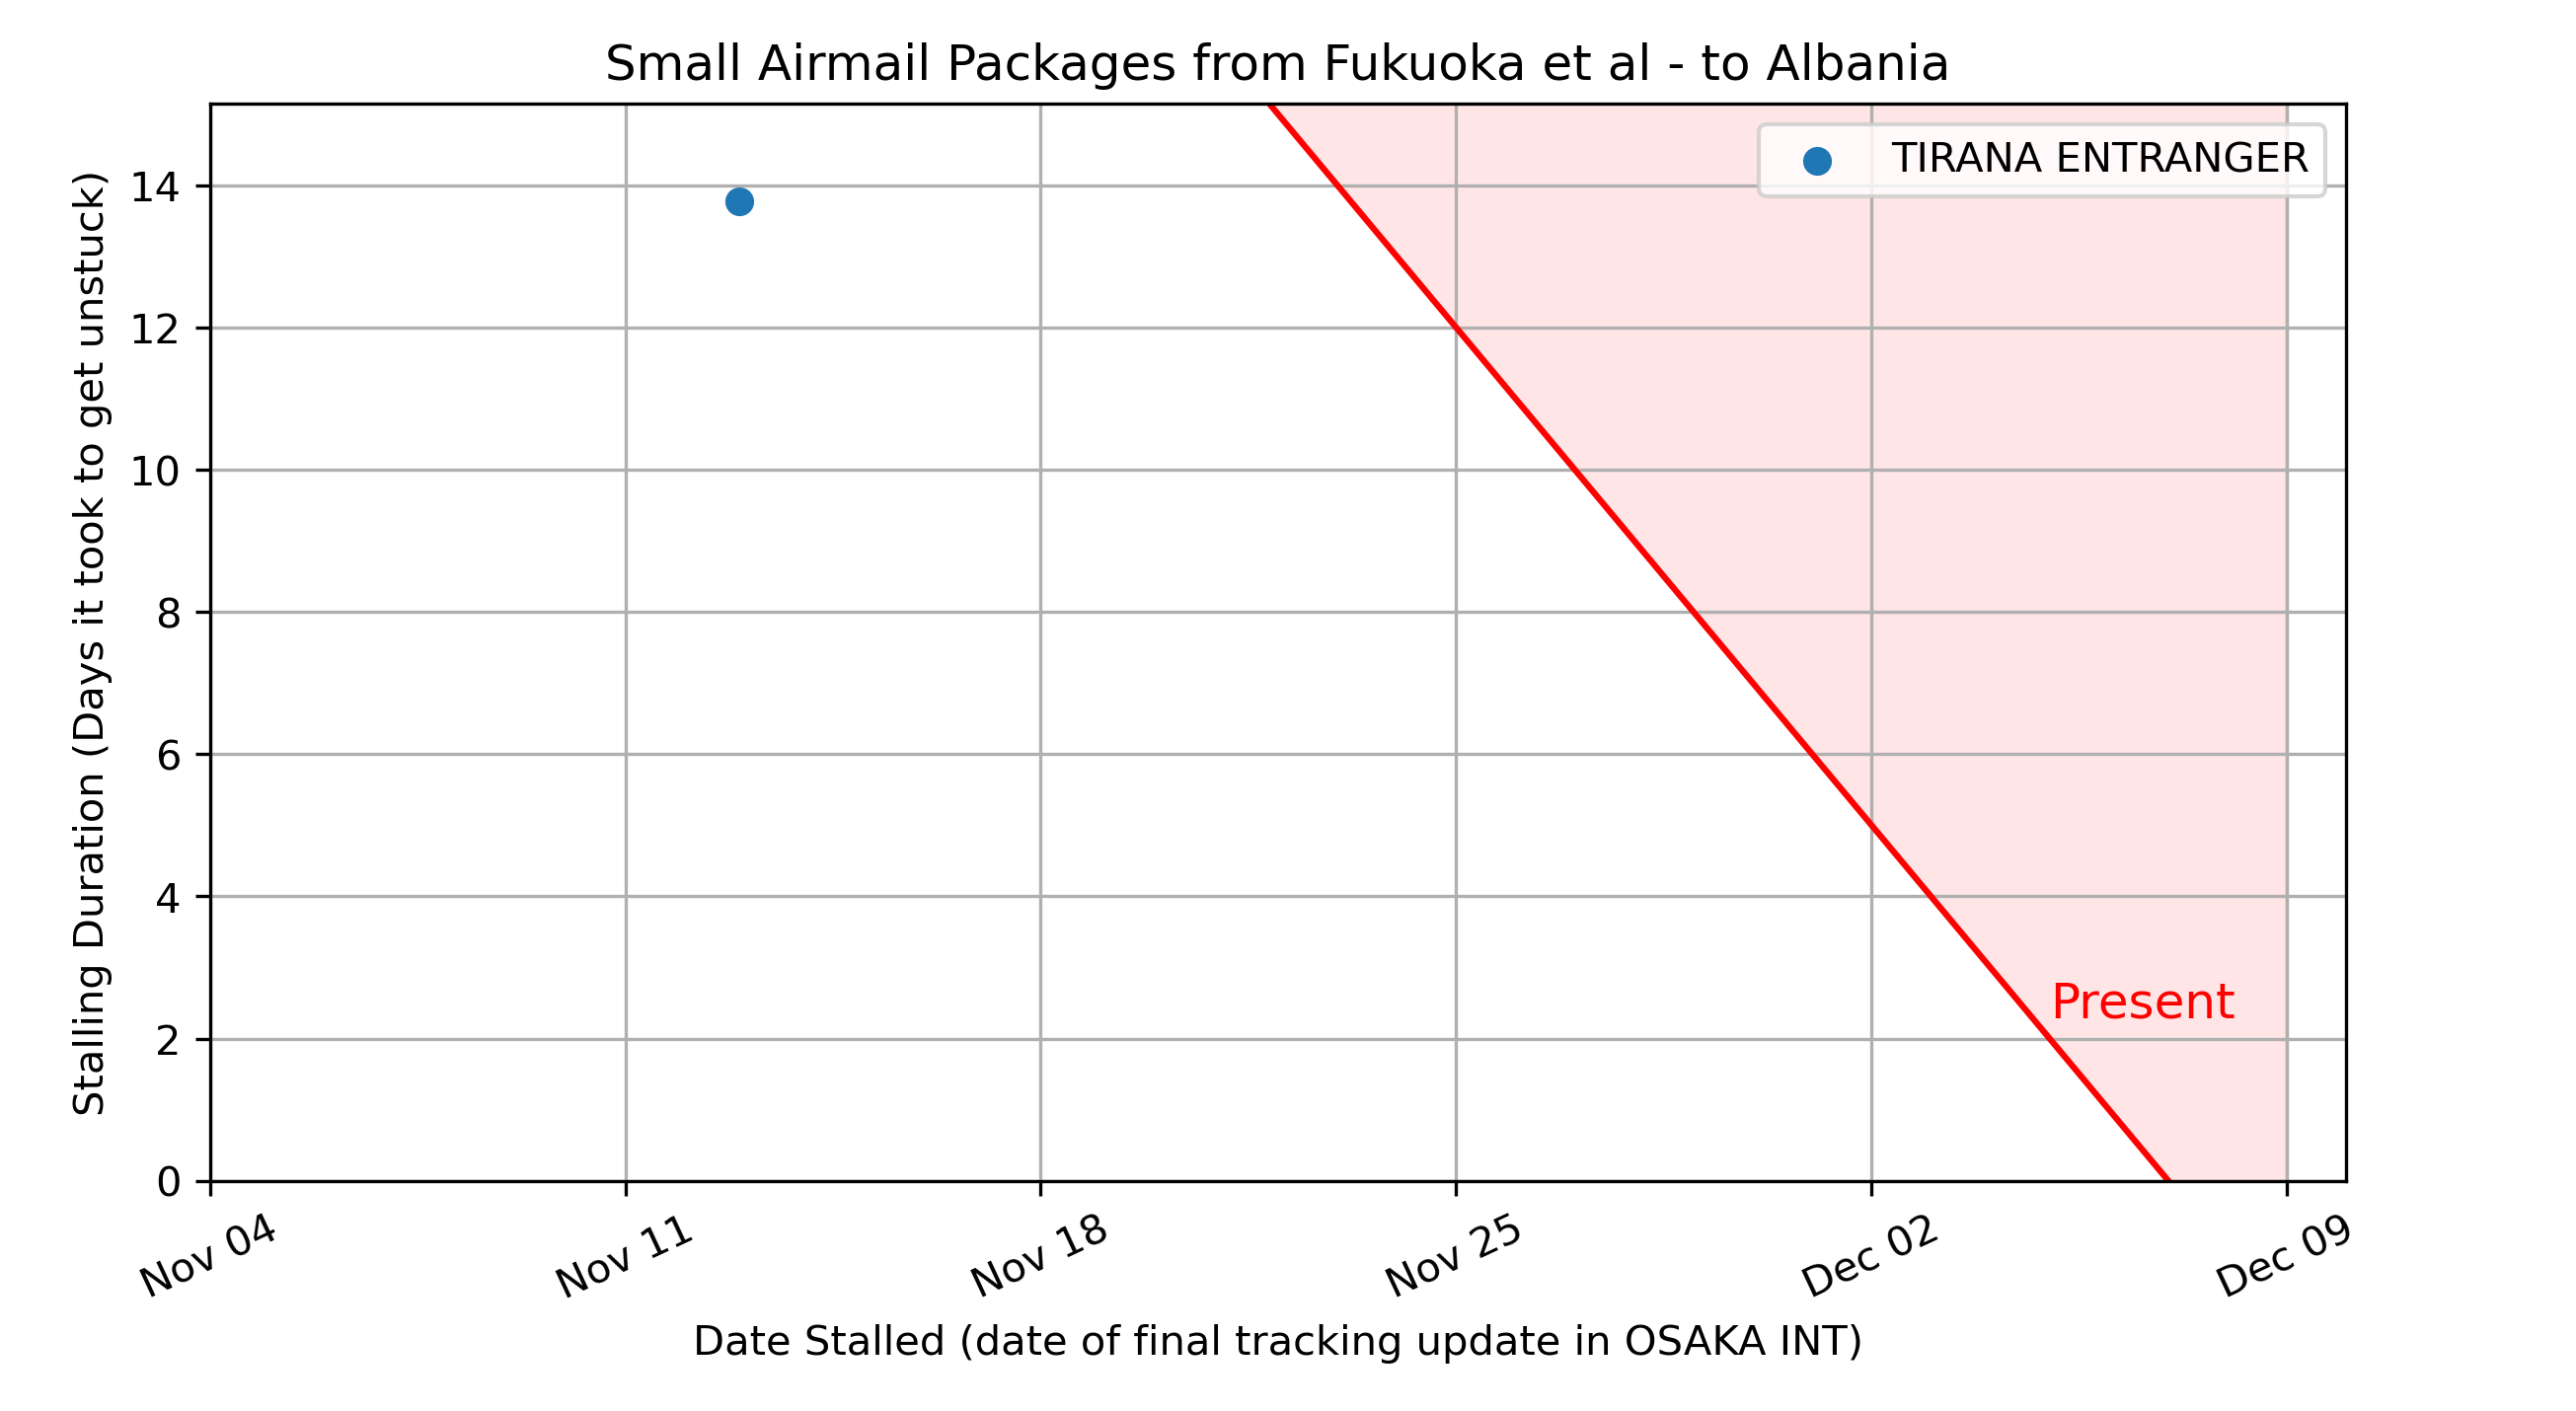 Small Airmail Packages from Fukuoka et al - to Albania
TIRANA ENTRANGER
Stalling Duration (Days it took to get unstuck)
14
12
10
8
6
4
2
0
Present
Nov 04
Nov 11
Nov 18
Nov 25
Dec 02
Dec 09
Date Stalled (date of final tracking update in OSAKA INT)